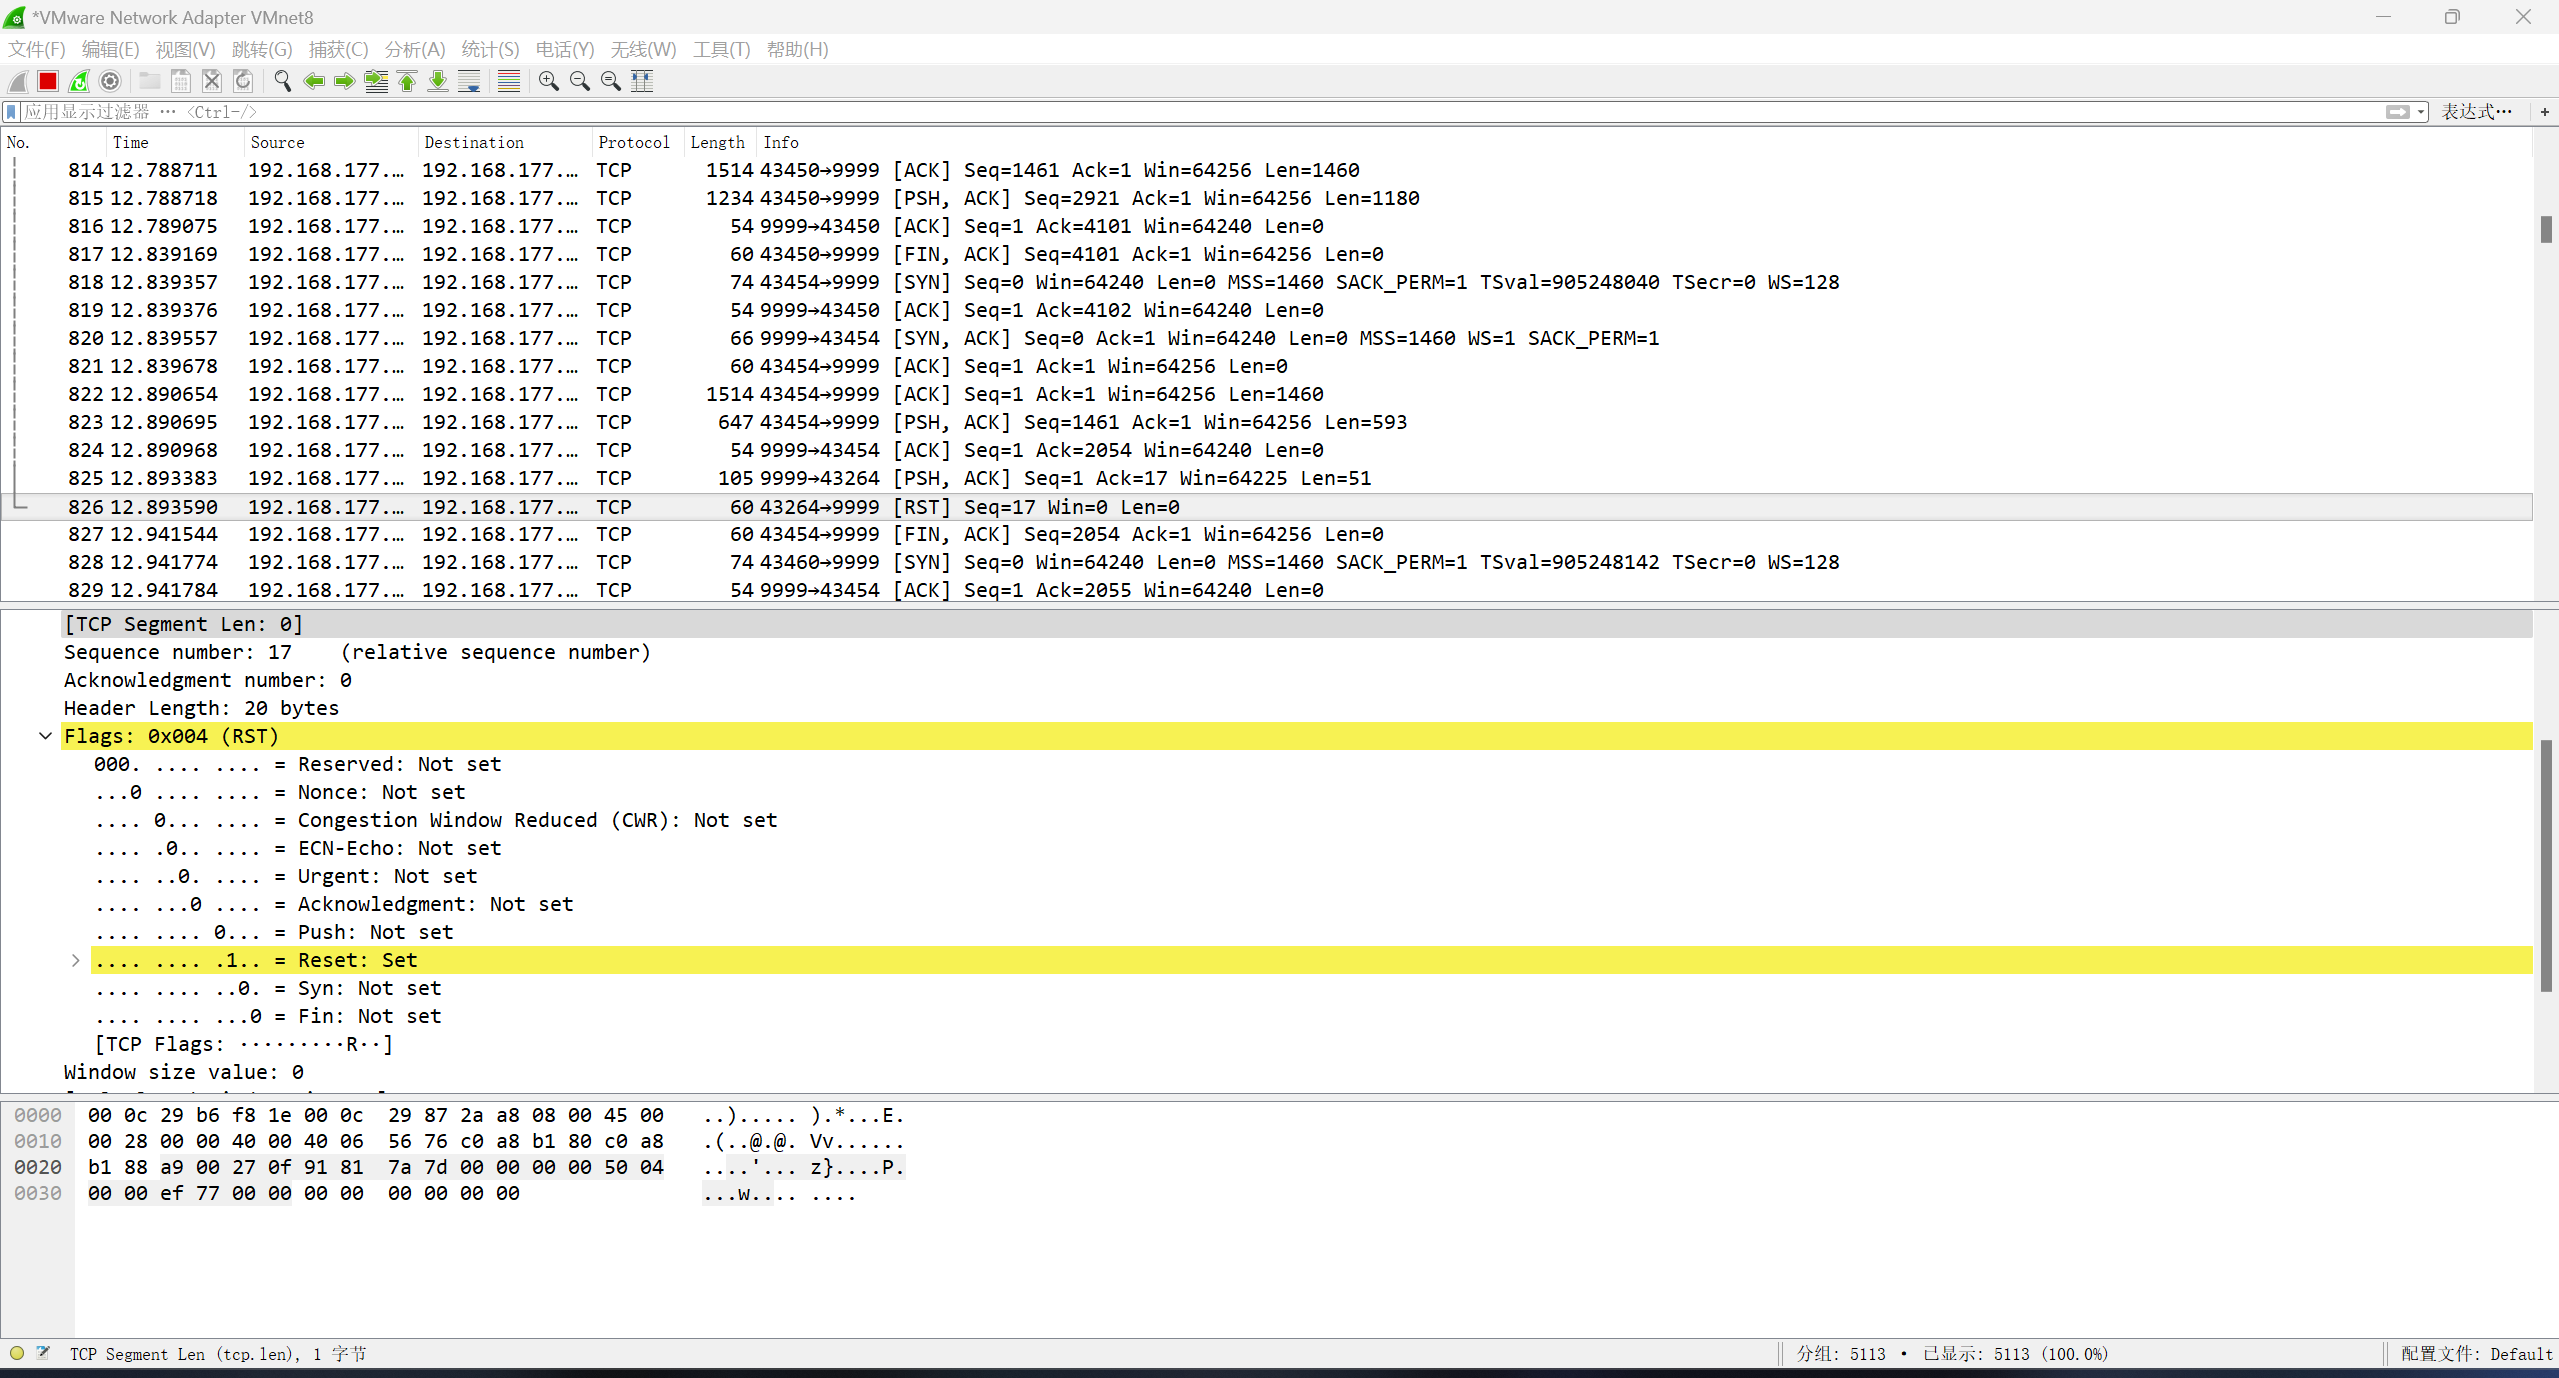 *VMware Network Adapter VMnet8
文件(F) 编辑(E) 视图(V) 跳转(G) 捕获(C) 分析(A) 统计(S) 电话(Y) 无线(W) 工具(T) 帮助(H)
应用显示过滤器 … <Ctrl-/> 表达式… +
No. Time Source Destination Protocol Length Info
814 12.788711 192.168.177.… 192.168.177.… TCP 1514 43450→9999 [ACK] Seq=1461 Ack=1 Win=64256 Len=1460
815 12.788718 192.168.177.… 192.168.177.… TCP 1234 43450→9999 [PSH, ACK] Seq=2921 Ack=1 Win=64256 Len=1180
816 12.789075 192.168.177.… 192.168.177.… TCP 54 9999→43450 [ACK] Seq=1 Ack=4101 Win=64240 Len=0
817 12.839169 192.168.177.… 192.168.177.… TCP 60 43450→9999 [FIN, ACK] Seq=4101 Ack=1 Win=64256 Len=0
818 12.839357 192.168.177.… 192.168.177.… TCP 74 43454→9999 [SYN] Seq=0 Win=64240 Len=0 MSS=1460 SACK_PERM=1 TSval=905248040 TSecr=0 WS=128
819 12.839376 192.168.177.… 192.168.177.… TCP 54 9999→43450 [ACK] Seq=1 Ack=4102 Win=64240 Len=0
820 12.839557 192.168.177.… 192.168.177.… TCP 66 9999→43454 [SYN, ACK] Seq=0 Ack=1 Win=64240 Len=0 MSS=1460 WS=1 SACK_PERM=1
821 12.839678 192.168.177.… 192.168.177.… TCP 60 43454→9999 [ACK] Seq=1 Ack=1 Win=64256 Len=0
822 12.890654 192.168.177.… 192.168.177.… TCP 1514 43454→9999 [ACK] Seq=1 Ack=1 Win=64256 Len=1460
823 12.890695 192.168.177.… 192.168.177.… TCP 647 43454→9999 [PSH, ACK] Seq=1461 Ack=1 Win=64256 Len=593
824 12.890968 192.168.177.… 192.168.177.… TCP 54 9999→43454 [ACK] Seq=1 Ack=2054 Win=64240 Len=0
825 12.893383 192.168.177.… 192.168.177.… TCP 105 9999→43264 [PSH, ACK] Seq=1 Ack=17 Win=64225 Len=51
826 12.893590 192.168.177.… 192.168.177.… TCP 60 43264→9999 [RST] Seq=17 Win=0 Len=0
827 12.941544 192.168.177.… 192.168.177.… TCP 60 43454→9999 [FIN, ACK] Seq=2054 Ack=1 Win=64256 Len=0
828 12.941774 192.168.177.… 192.168.177.… TCP 74 43460→9999 [SYN] Seq=0 Win=64240 Len=0 MSS=1460 SACK_PERM=1 TSval=905248142 TSecr=0 WS=128
829 12.941784 192.168.177.… 192.168.177.… TCP 54 9999→43454 [ACK] Seq=1 Ack=2055 Win=64240 Len=0
[TCP Segment Len: 0]
Sequence number: 17    (relative sequence number)
Acknowledgment number: 0
Header Length: 20 bytes
Flags: 0x004 (RST)
000. .... .... = Reserved: Not set
...0 .... .... = Nonce: Not set
.... 0... .... = Congestion Window Reduced (CWR): Not set
.... .0.. .... = ECN-Echo: Not set
.... ..0. .... = Urgent: Not set
.... ...0 .... = Acknowledgment: Not set
.... .... 0... = Push: Not set
.... .... .1.. = Reset: Set
.... .... ..0. = Syn: Not set
.... .... ...0 = Fin: Not set
[TCP Flags: ·········R··]
Window size value: 0
0000 00 0c 29 b6 f8 1e 00 0c 29 87 2a a8 08 00 45 00 ..)..... ).*...E.
0010 00 28 00 00 40 00 40 06 56 76 c0 a8 b1 80 c0 a8 .(..@.@. Vv......
0020 b1 88 a9 00 27 0f 91 81 7a 7d 00 00 00 00 50 04 ....'... z}....P.
0030 00 00 ef 77 00 00 00 00 00 00 00 00 ...w.... ....
TCP Segment Len (tcp.len), 1 字节 分组: 5113 · 已显示: 5113 (100.0%) 配置文件: Default